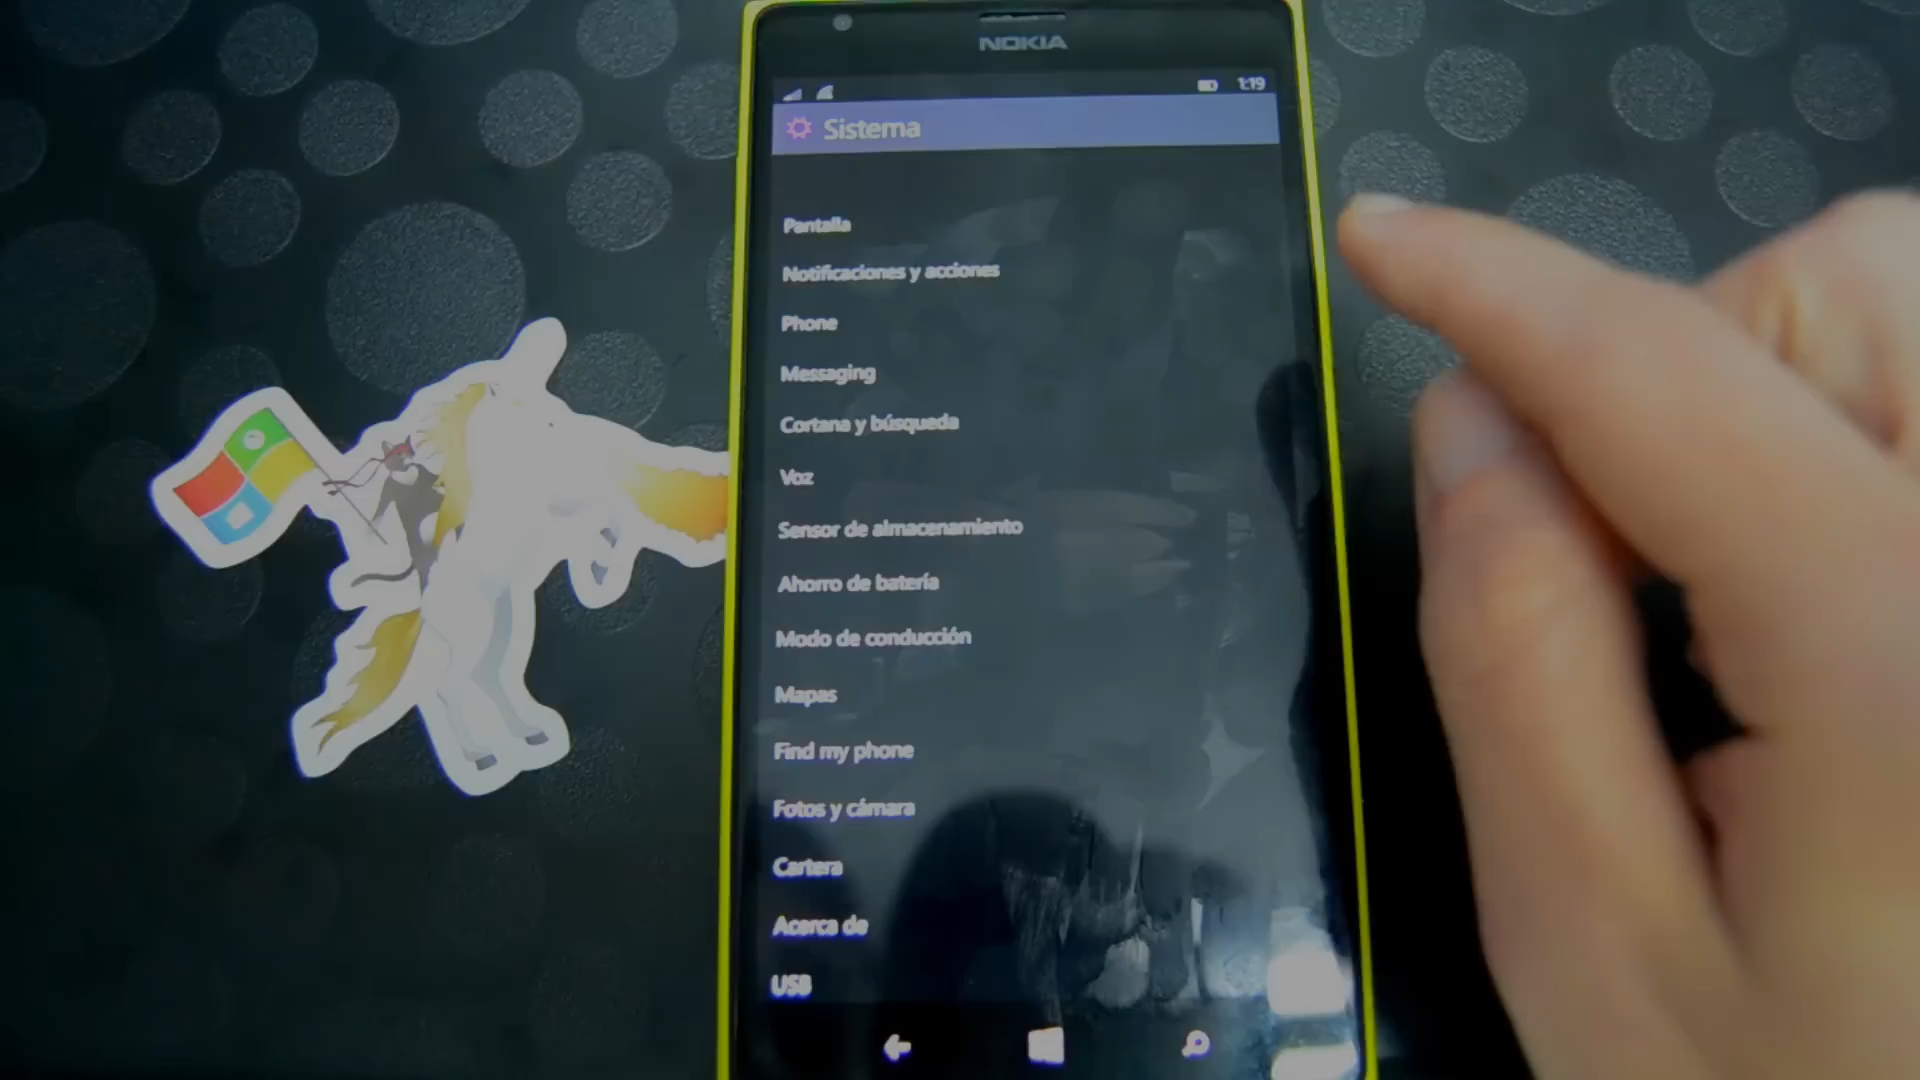 NOKIA
1:19
Sistema
Pantalla
Notificaciones y acciones
Phone
Messaging
Cortana y búsqueda
Voz
Sensor de almacenamiento
Ahorro de batería
Modo de conducción
Mapas
Find my phone
Fotos y cámara
Cartera
Acerca de
USB